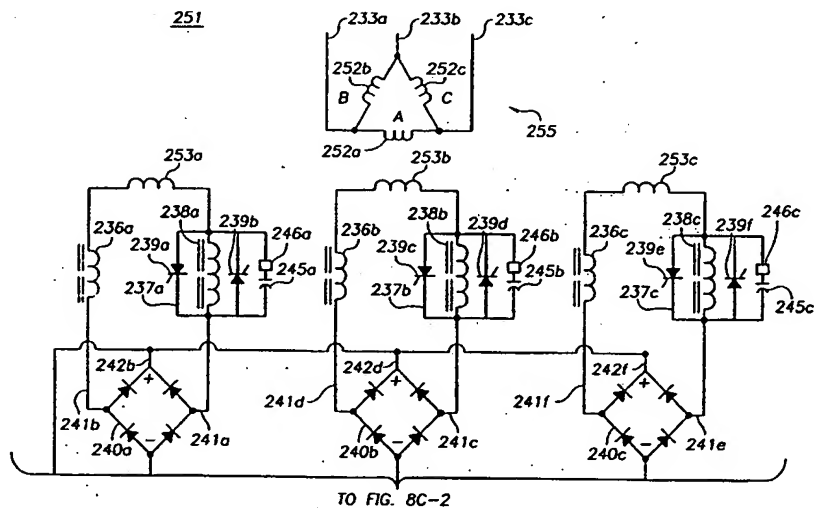 251
233a 233b 233c
252b 252c
B C
A
252a
255
253a 253b 253c
236a 238a 239b 246a
239a 245a
237a
236b 238b 239d 246b
239c 245b
237b
236c 238c 239f 246c
239e 245c
237c
242b 242d 242f
+ + +
241b 241d 241f
240a 241a 240b 241c 240c 241e
− − −
TO FIG. 8C-2